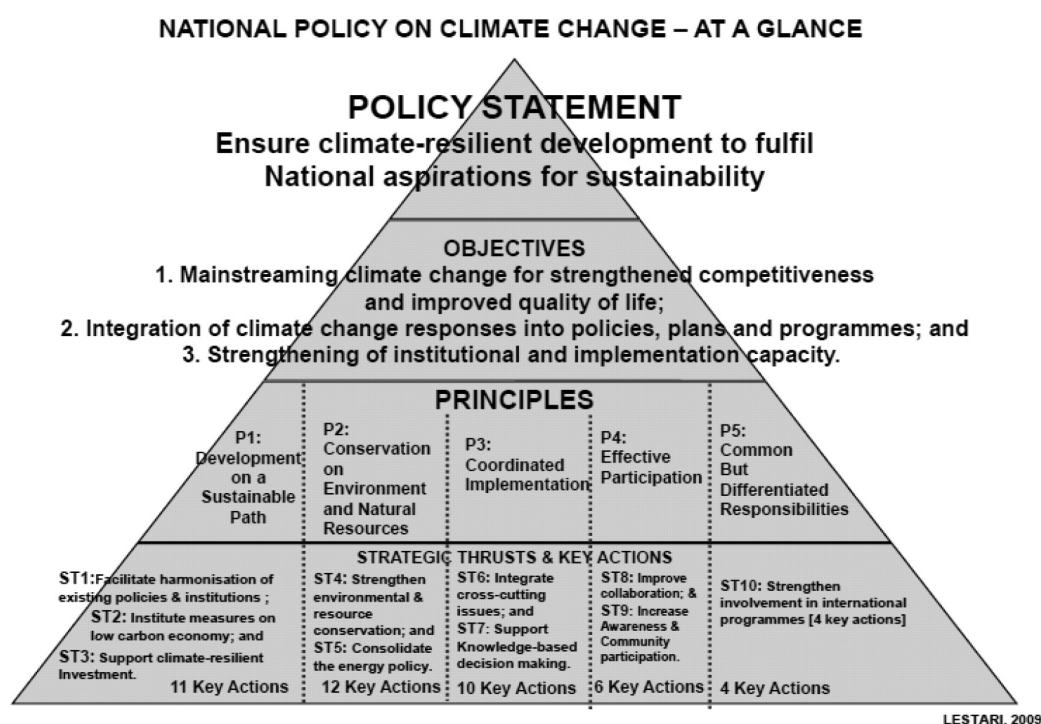 NATIONAL POLICY ON CLIMATE CHANGE – AT A GLANCE
POLICY STATEMENT
Ensure climate-resilient development to fulfil
National aspirations for sustainability
OBJECTIVES
1. Mainstreaming climate change for strengthened competitiveness
and improved quality of life;
2. Integration of climate change responses into policies, plans and programmes; and
3. Strengthening of institutional and implementation capacity.
PRINCIPLES
P1:
Development
on a
Sustainable
Path
P2:
Conservation
on
Environment
and Natural
Resources
P3:
Coordinated
Implementation
P4:
Effective
Participation
P5:
Common
But
Differentiated
Responsibilities
STRATEGIC THRUSTS & KEY ACTIONS
ST1:Facilitate harmonisation of
existing policies & institutions ;
ST2: Institute measures on
low carbon economy; and
ST3: Support climate-resilient
Investment.
11 Key Actions
ST4: Strengthen
environmental &
resource
conservation; and
ST5: Consolidate
the energy policy.
12 Key Actions
ST6: Integrate
cross-cutting
issues; and
ST7: Support
Knowledge-based
decision making.
10 Key Actions
ST8: Improve
collaboration; &
ST9: Increase
Awareness &
Community
participation.
6 Key Actions
ST10: Strengthen
involvement in international
programmes [4 key actions]
4 Key Actions
LESTARI, 2009